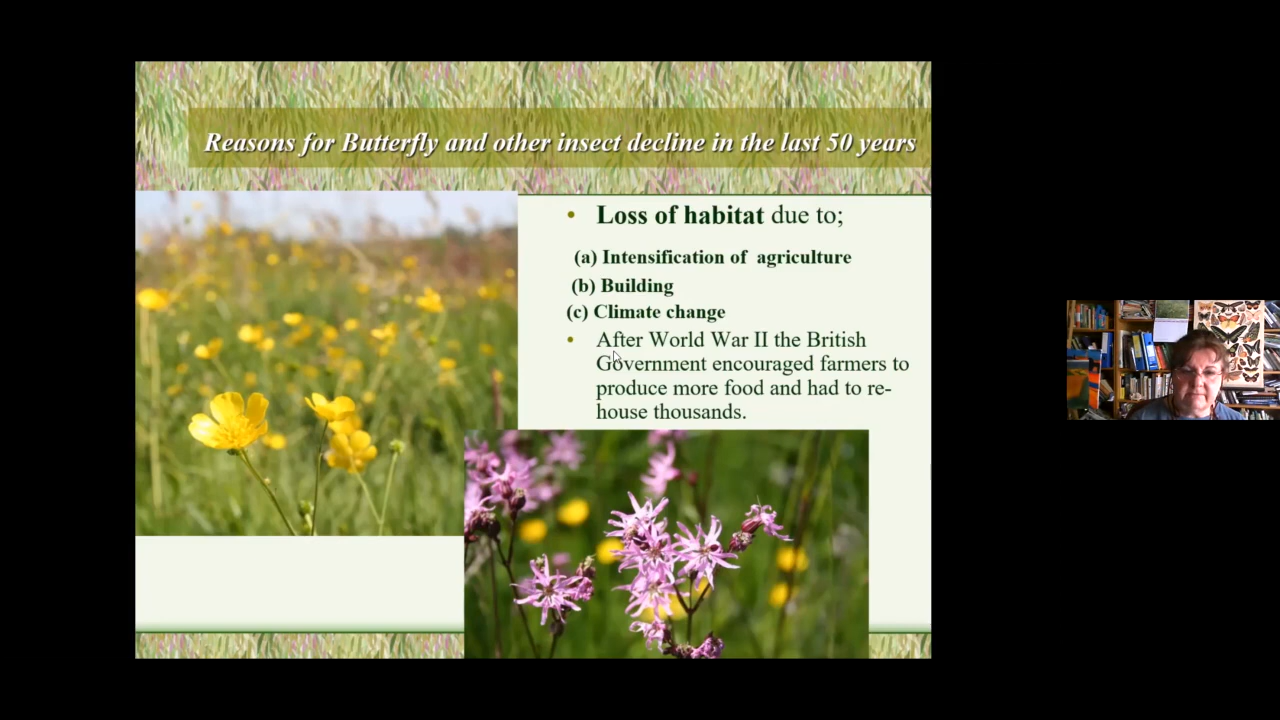 Reasons for Butterfly and other insect decline in the last 50 years
• Loss of habitat due to;
(a) Intensification of agriculture
(b) Building
(c) Climate change
• After World War II the British
Government encouraged farmers to
produce more food and had to re-
house thousands.